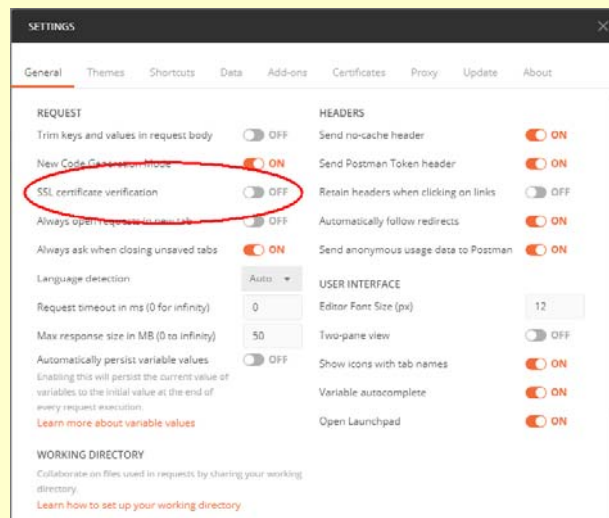 SETTINGS
General Themes Shortcuts Data Add-ons Certificates Proxy Update About
REQUEST
Trim keys and values in request body OFF
New Code Generation Mode ON
SSL certificate verification OFF
Always open requests in new tab OFF
Always ask when closing unsaved tabs ON
Language detection Auto
Request timeout in ms (0 for infinity) 0
Max response size in MB (0 to infinity) 50
Automatically persist variable values OFF
Enabling this will persist the current value of
variables to the initial value at the end of
every request execution.
Learn more about variable values
WORKING DIRECTORY
Collaborate on files used in requests by sharing your working
directory.
Learn how to set up your working directory
HEADERS
Send no-cache header ON
Send Postman Token header ON
Retain headers when clicking on links OFF
Automatically follow redirects ON
Send anonymous usage data to Postman ON
USER INTERFACE
Editor Font Size (px) 12
Two-pane view OFF
Show icons with tab names ON
Variable autocomplete ON
Open Launchpad ON